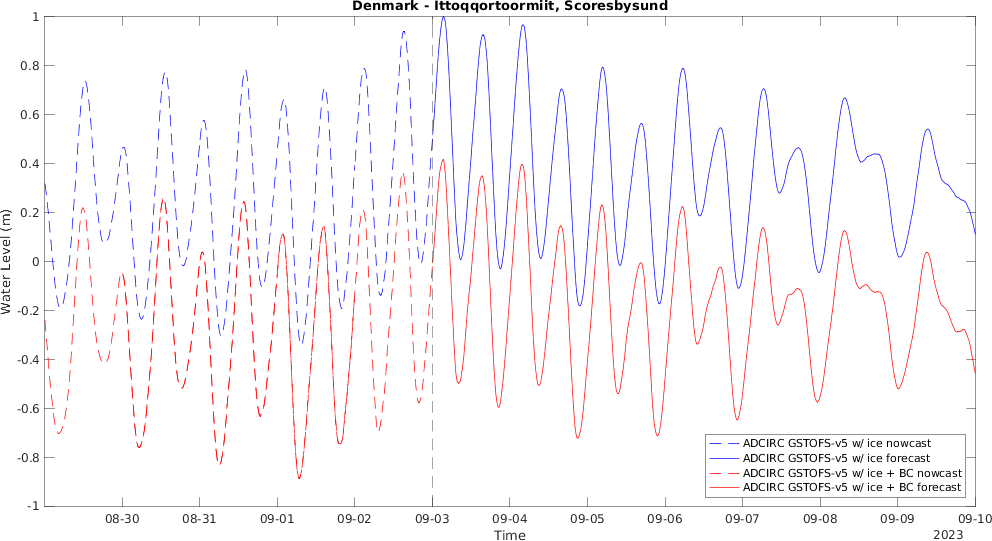 Denmark - Ittoqqortoormiit, Scoresbysund
Water Level (m)
1
0.8
0.6
0.4
0.2
0
-0.2
-0.4
-0.6
-0.8
-1
ADCIRC GSTOFS-v5 w/ ice nowcast
ADCIRC GSTOFS-v5 w/ ice forecast
ADCIRC GSTOFS-v5 w/ ice + BC nowcast
ADCIRC GSTOFS-v5 w/ ice + BC forecast
08-30 08-31 09-01 09-02 09-03 09-04 09-05 09-06 09-07 09-08 09-09 09-10
Time
2023